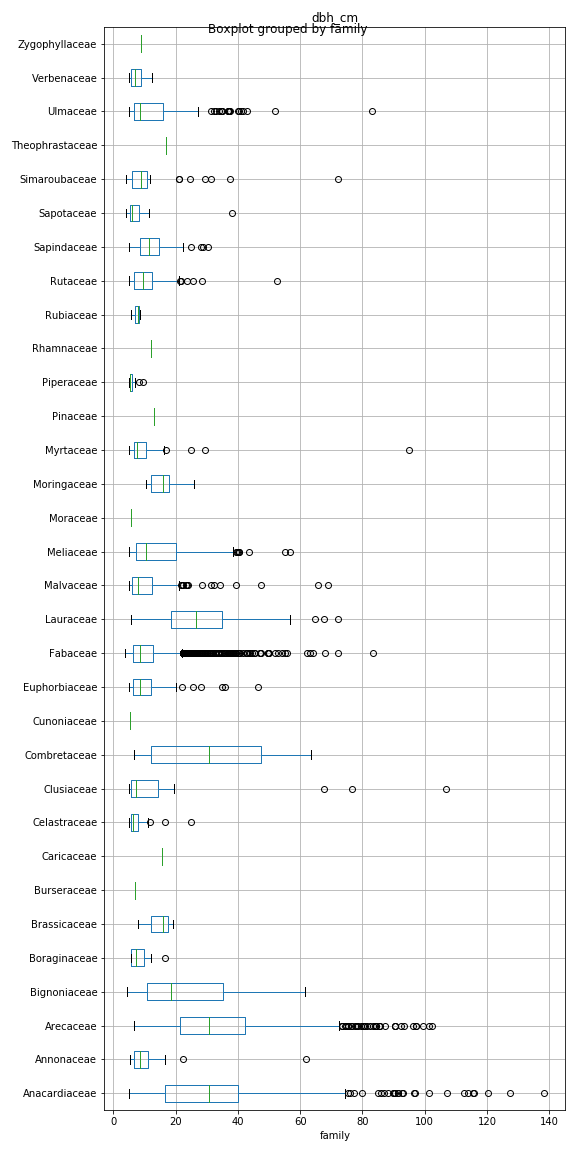 dbh_cm
Boxplot grouped by family
Zygophyllaceae
Verbenaceae
Ulmaceae
Theophrastaceae
Simaroubaceae
Sapotaceae
Sapindaceae
Rutaceae
Rubiaceae
Rhamnaceae
Piperaceae
Pinaceae
Myrtaceae
Moringaceae
Moraceae
Meliaceae
Malvaceae
Lauraceae
Fabaceae
Euphorbiaceae
Cunoniaceae
Combretaceae
Clusiaceae
Celastraceae
Caricaceae
Burseraceae
Brassicaceae
Boraginaceae
Bignoniaceae
Arecaceae
Annonaceae
Anacardiaceae
0 20 40 60 80 100 120 140
family